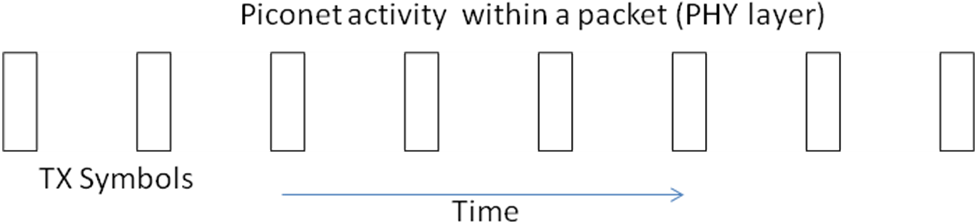 Piconet activity within a packet (PHY layer)
TX Symbols
Time